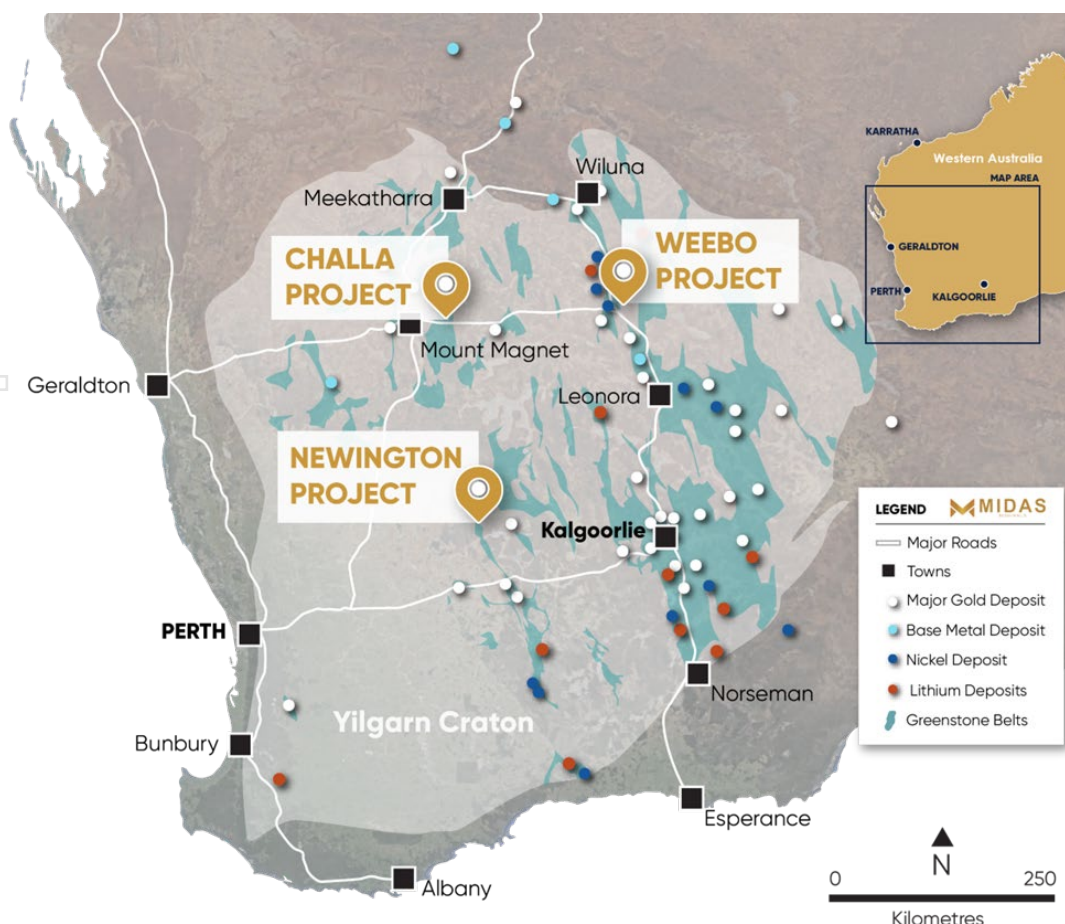 KARRATHA
Western Australia
MAP AREA
Wiluna
Meekatharra
CHALLA
PROJECT
WEEBO
PROJECT
GERALDTON
PERTH
KALGOORLIE
Mount Magnet
Geraldton
Leonora
NEWINGTON
PROJECT
Kalgoorlie
PERTH
Norseman
Yilgarn Craton
Bunbury
Esperance
Albany
LEGEND MIDAS
Major Roads
Towns
Major Gold Deposit
Base Metal Deposit
Nickel Deposit
Lithium Deposits
Greenstone Belts
N
0 250
Kilometres